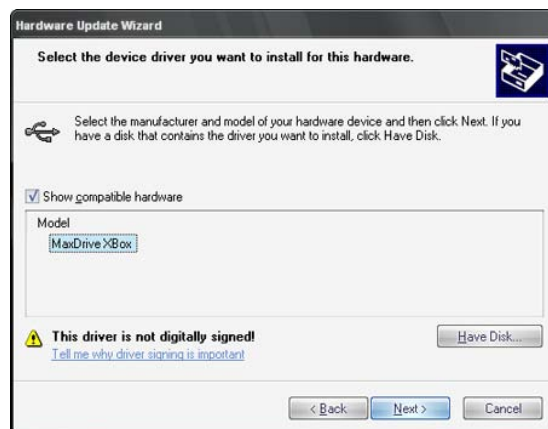 Hardware Update Wizard
Select the device driver you want to install for this hardware.
Select the manufacturer and model of your hardware device and then click Next. If you
have a disk that contains the driver you want to install, click Have Disk.
Show compatible hardware
Model
MaxDrive XBox
This driver is not digitally signed!
Tell me why driver signing is important
Have Disk...
< Back
Next >
Cancel